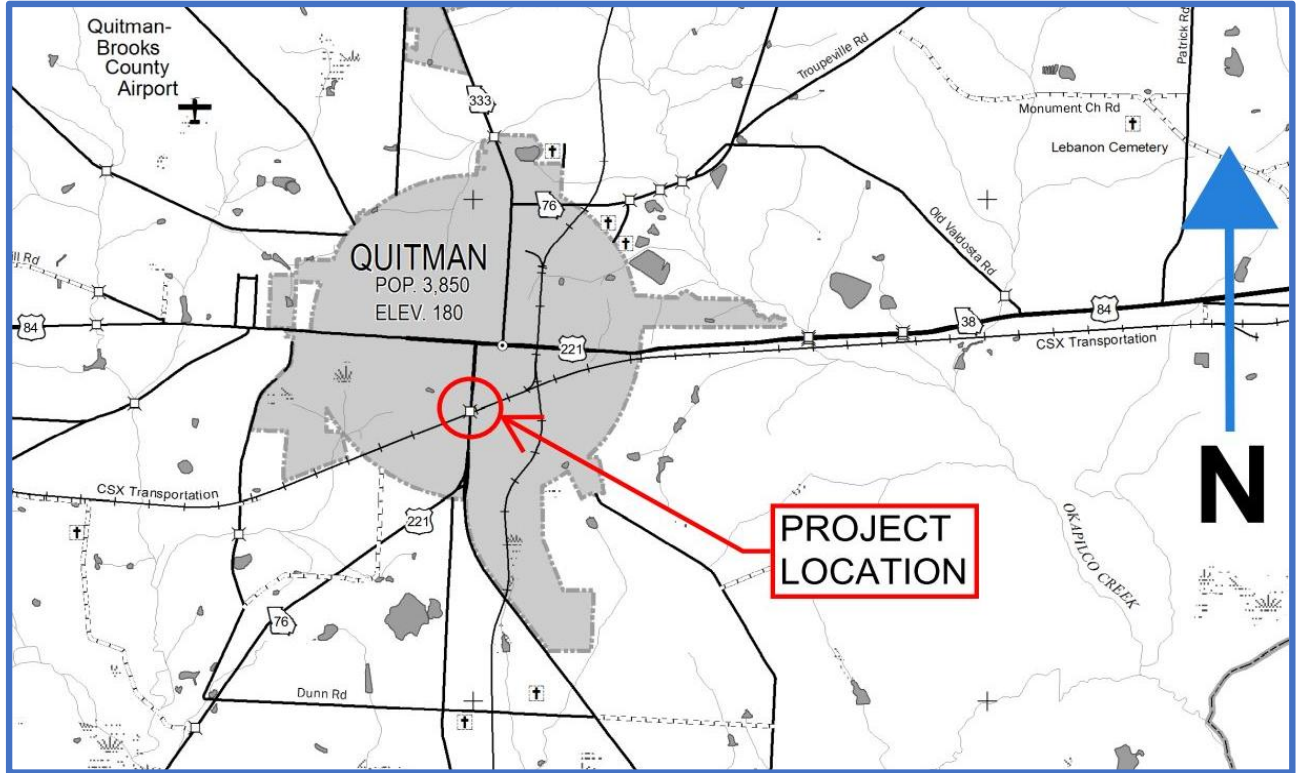 Quitman-
Brooks
County
Airport
333
Troupeville Rd
Patrick Rd
Monument Ch Rd
Lebanon Cemetery
76
QUITMAN
POP. 3,850
ELEV. 180
Old Valdosta Rd
ill Rd
84
221
38
84
CSX Transportation
CSX Transportation
221
PROJECT
LOCATION
OKAPILCO CREEK
N
76
Dunn Rd